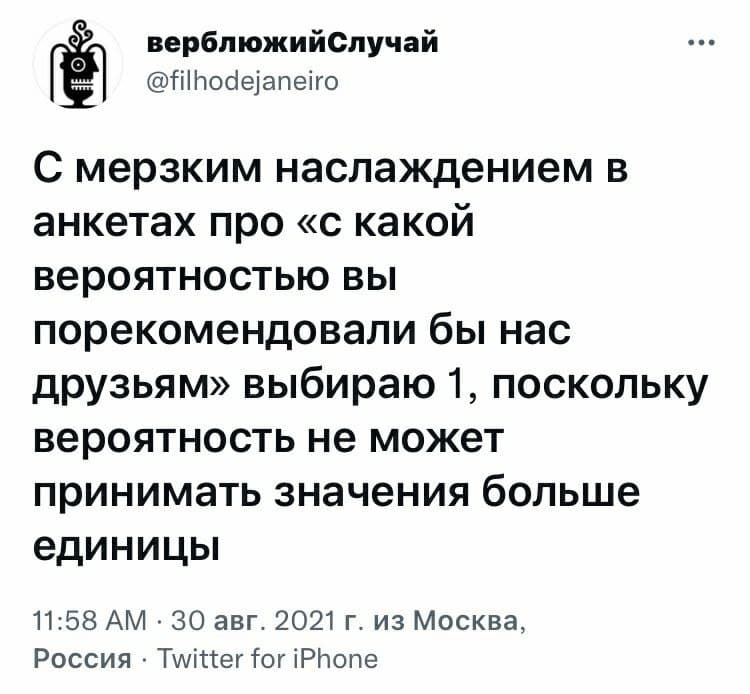 верблюжийСлучай
@filhodejaneiro
С мерзким наслаждением в
анкетах про «с какой
вероятностью вы
порекомендовали бы нас
друзьям» выбираю 1, поскольку
вероятность не может
принимать значения больше
единицы
11:58 AM · 30 авг. 2021 г. из Москва,
Россия · Twitter for iPhone